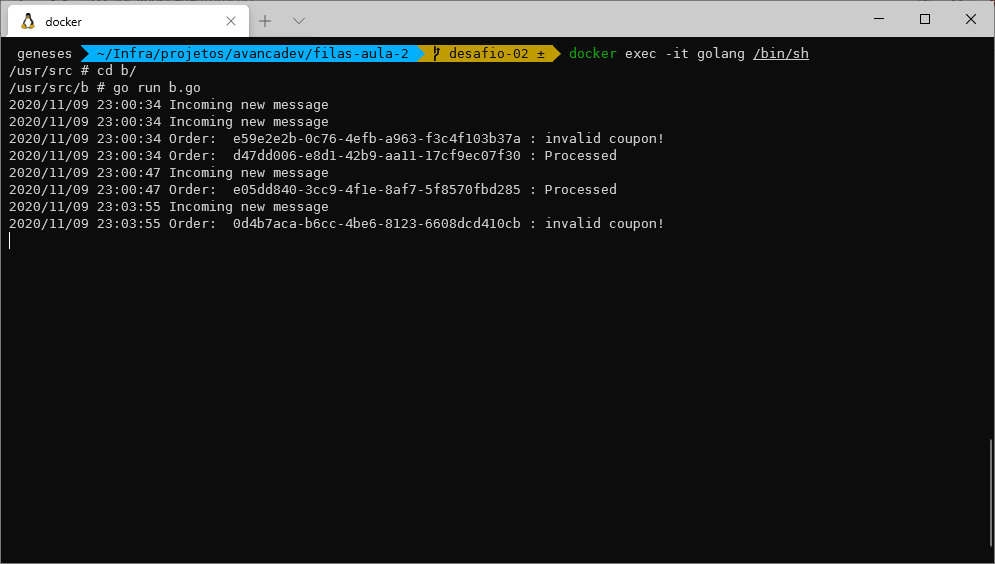 docker
geneses ~/Infra/projetos/avancadev/filas-aula-2 desafio-02 ± docker exec -it golang /bin/sh
/usr/src # cd b/
/usr/src/b # go run b.go
2020/11/09 23:00:34 Incoming new message
2020/11/09 23:00:34 Incoming new message
2020/11/09 23:00:34 Order:  e59e2e2b-0c76-4efb-a963-f3c4f103b37a : invalid coupon!
2020/11/09 23:00:34 Order:  d47dd006-e8d1-42b9-aa11-17cf9ec07f30 : Processed
2020/11/09 23:00:47 Incoming new message
2020/11/09 23:00:47 Order:  e05dd840-3cc9-4f1e-8af7-5f8570fbd285 : Processed
2020/11/09 23:03:55 Incoming new message
2020/11/09 23:03:55 Order:  0d4b7aca-b6cc-4be6-8123-6608dcd410cb : invalid coupon!